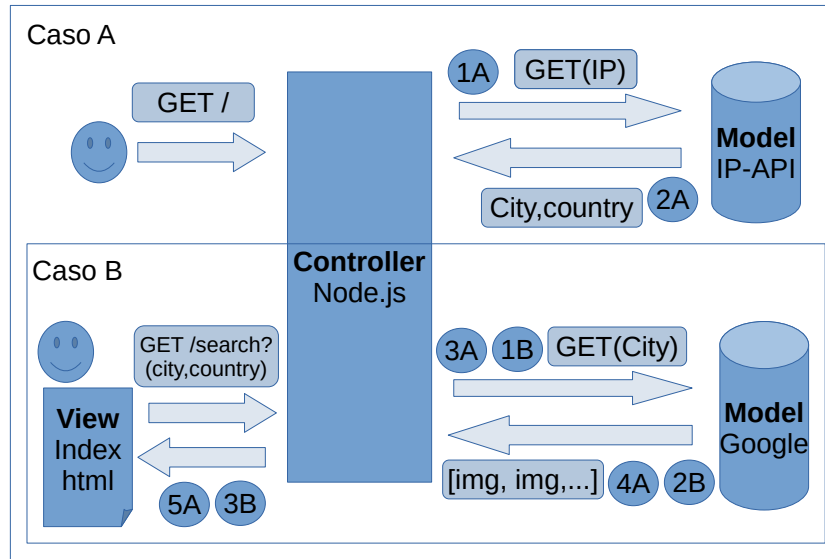 Caso A
GET /
1A
GET(IP)
Model
IP-API
City,country
2A
Caso B
Controller
Node.js
GET /search?
(city,country)
3A
1B
GET(City)
View
Index
html
Model
Google
5A
3B
[img, img,...]
4A
2B